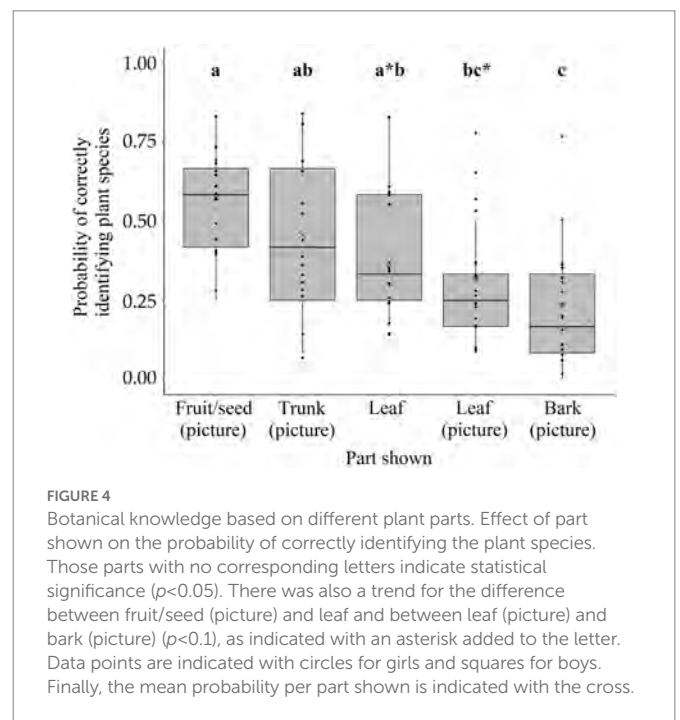 1.00
a
ab
a*b
bc*
c
0.75
0.50
0.25
0.00
Probability of correctly
identifying plant species
Fruit/seed
(picture)
Trunk
(picture)
Leaf
Leaf
(picture)
Bark
(picture)
Part shown
FIGURE 4
Botanical knowledge based on different plant parts. Effect of part
shown on the probability of correctly identifying the plant species.
Those parts with no corresponding letters indicate statistical
significance (p<0.05). There was also a trend for the difference
between fruit/seed (picture) and leaf and between leaf (picture) and
bark (picture) (p<0.1), as indicated with an asterisk added to the letter.
Data points are indicated with circles for girls and squares for boys.
Finally, the mean probability per part shown is indicated with the cross.